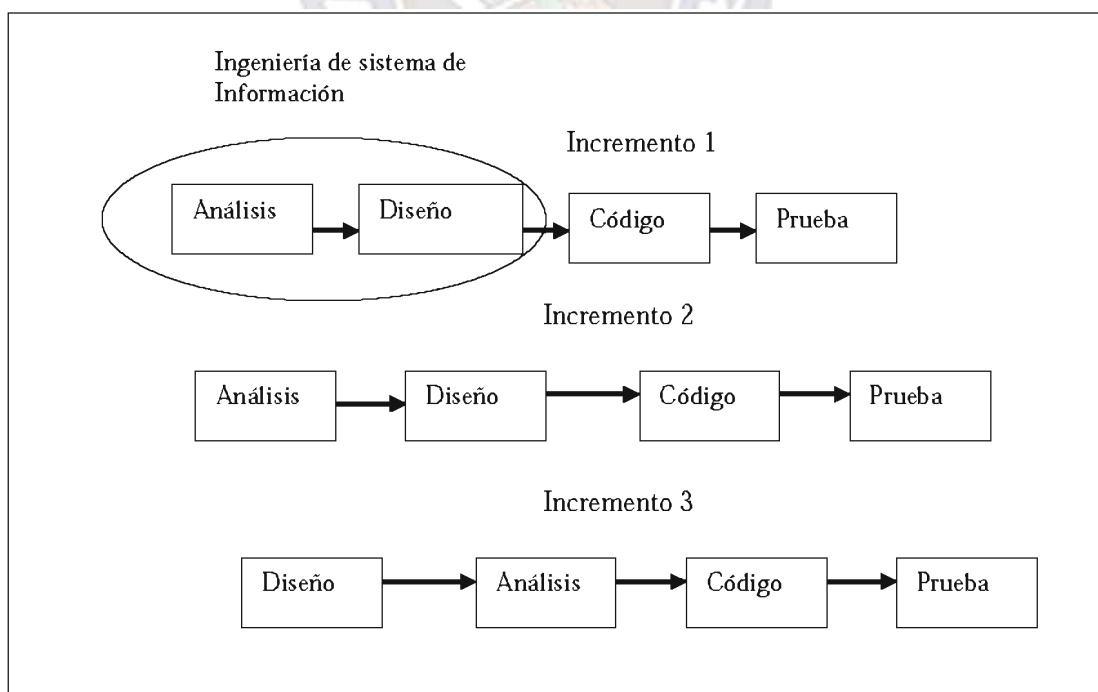 Ingeniería de sistema de
Información
Incremento 1
Análisis
Diseño
Código
Prueba
Incremento 2
Análisis
Diseño
Código
Prueba
Incremento 3
Diseño
Análisis
Código
Prueba